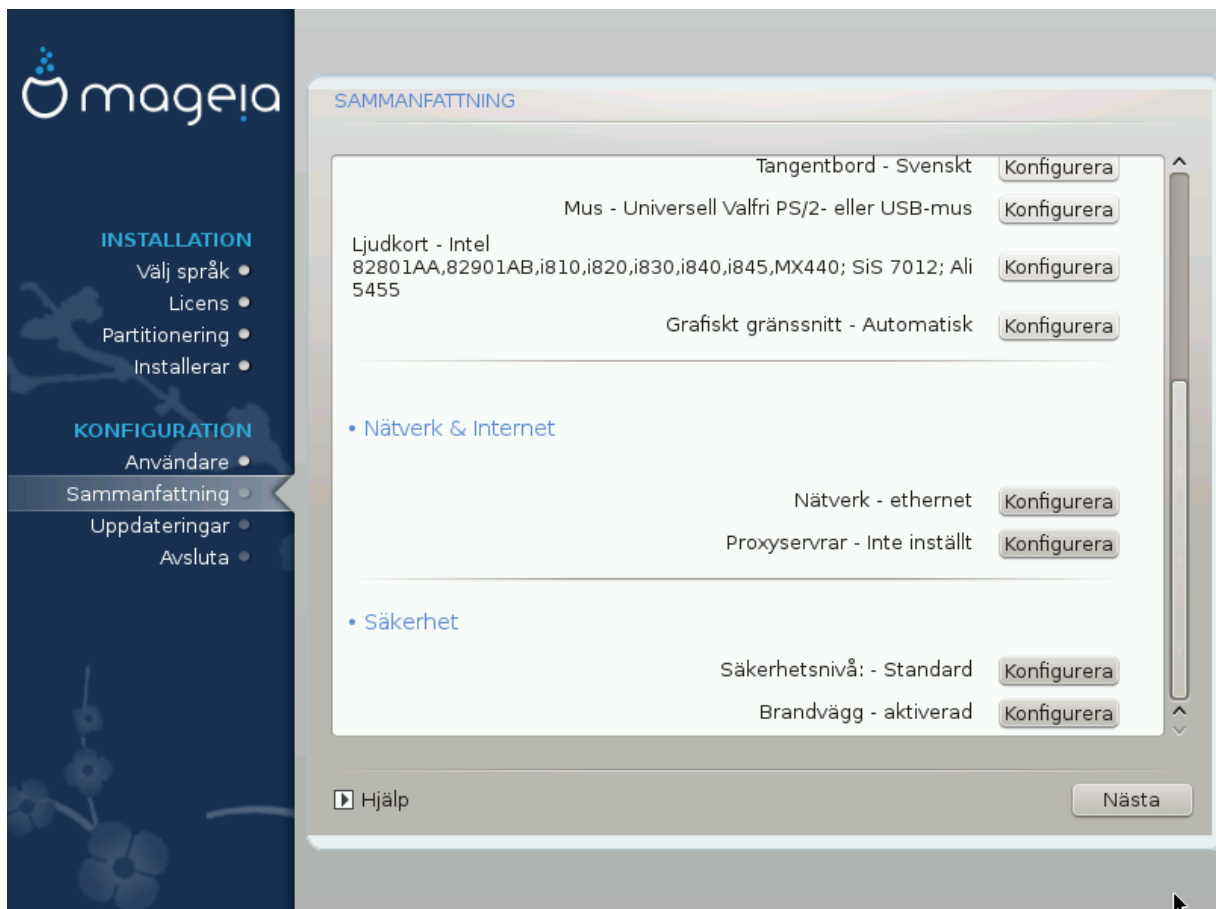 mageia
INSTALLATION
Välj språk
Licens
Partitionering
Installerar
KONFIGURATION
Användare
Sammanfattning
Uppdateringar
Avsluta
SAMMANFATTNING
Tangentbord - Svenskt Konfigurera
Mus - Universell Valfri PS/2- eller USB-mus Konfigurera
Ljudkort - Intel
82801AA,82901AB,i810,i820,i830,i840,i845,MX440; SiS 7012; Ali Konfigurera
5455
Grafiskt gränssnitt - Automatisk Konfigurera
• Nätverk & Internet
Nätverk - ethernet Konfigurera
Proxyservrar - Inte inställt Konfigurera
• Säkerhet
Säkerhetsnivå: - Standard Konfigurera
Brandvägg - aktiverad Konfigurera
Hjälp
Nästa